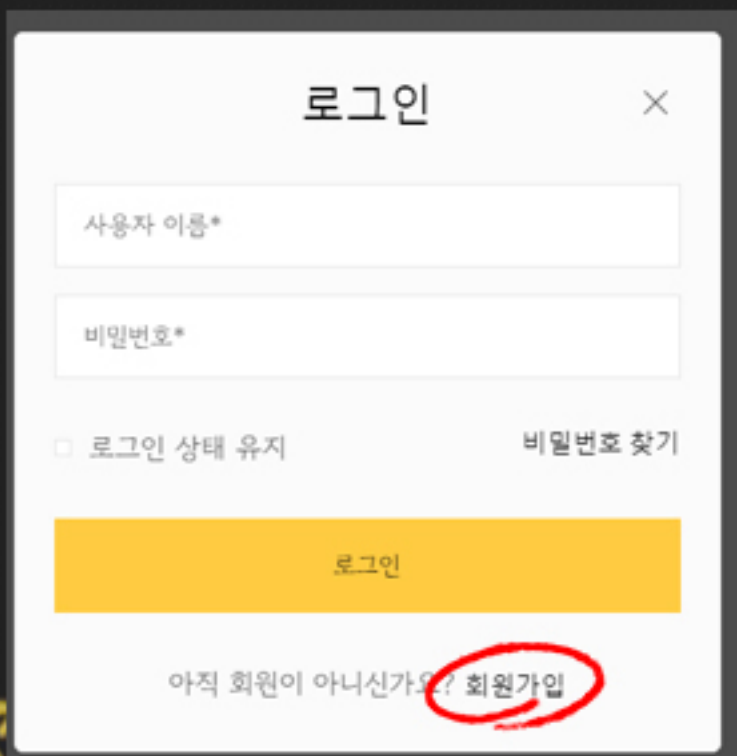 로그인
사용자 이름*
비밀번호*
로그인 상태 유지
비밀번호 찾기
로그인
아직 회원이 아니신가요? 회원가입